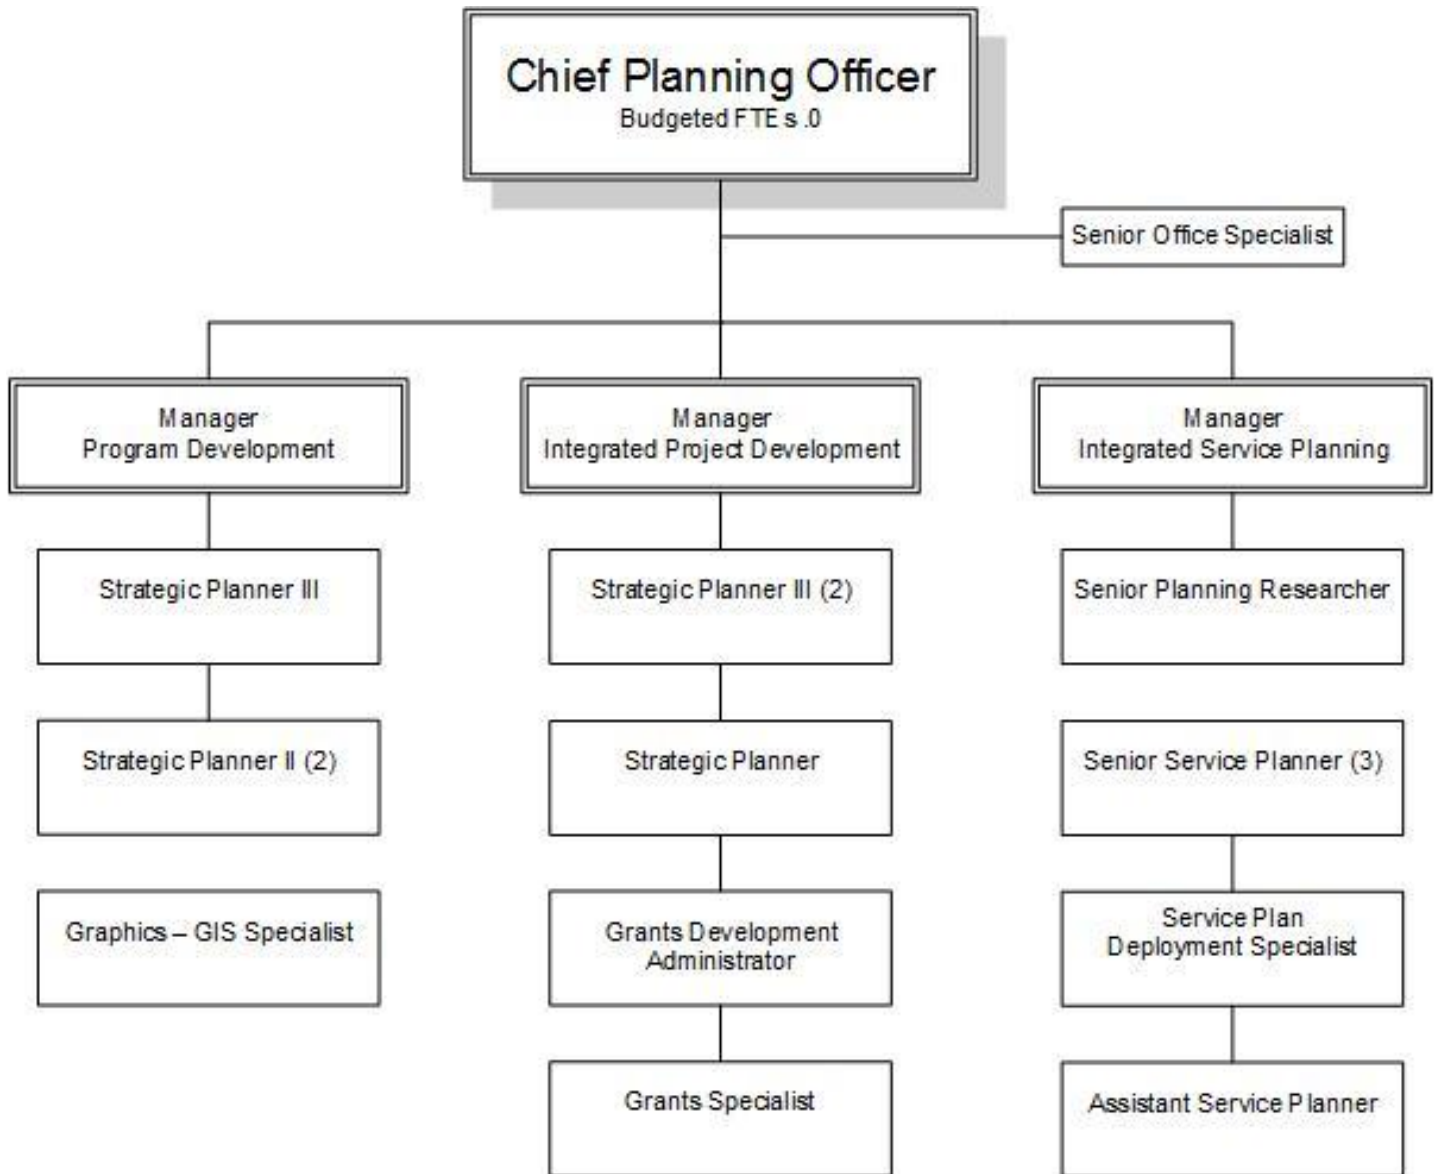 Chief Planning Officer
Budgeted FTEs .0
Senior Office Specialist
Manager
Program Development
Manager
Integrated Project Development
Manager
Integrated Service Planning
Strategic Planner III
Strategic Planner III (2)
Senior Planning Researcher
Strategic Planner II (2)
Strategic Planner
Senior Service Planner (3)
Graphics – GIS Specialist
Grants Development
Administrator
Service Plan
Deployment Specialist
Grants Specialist
Assistant Service Planner